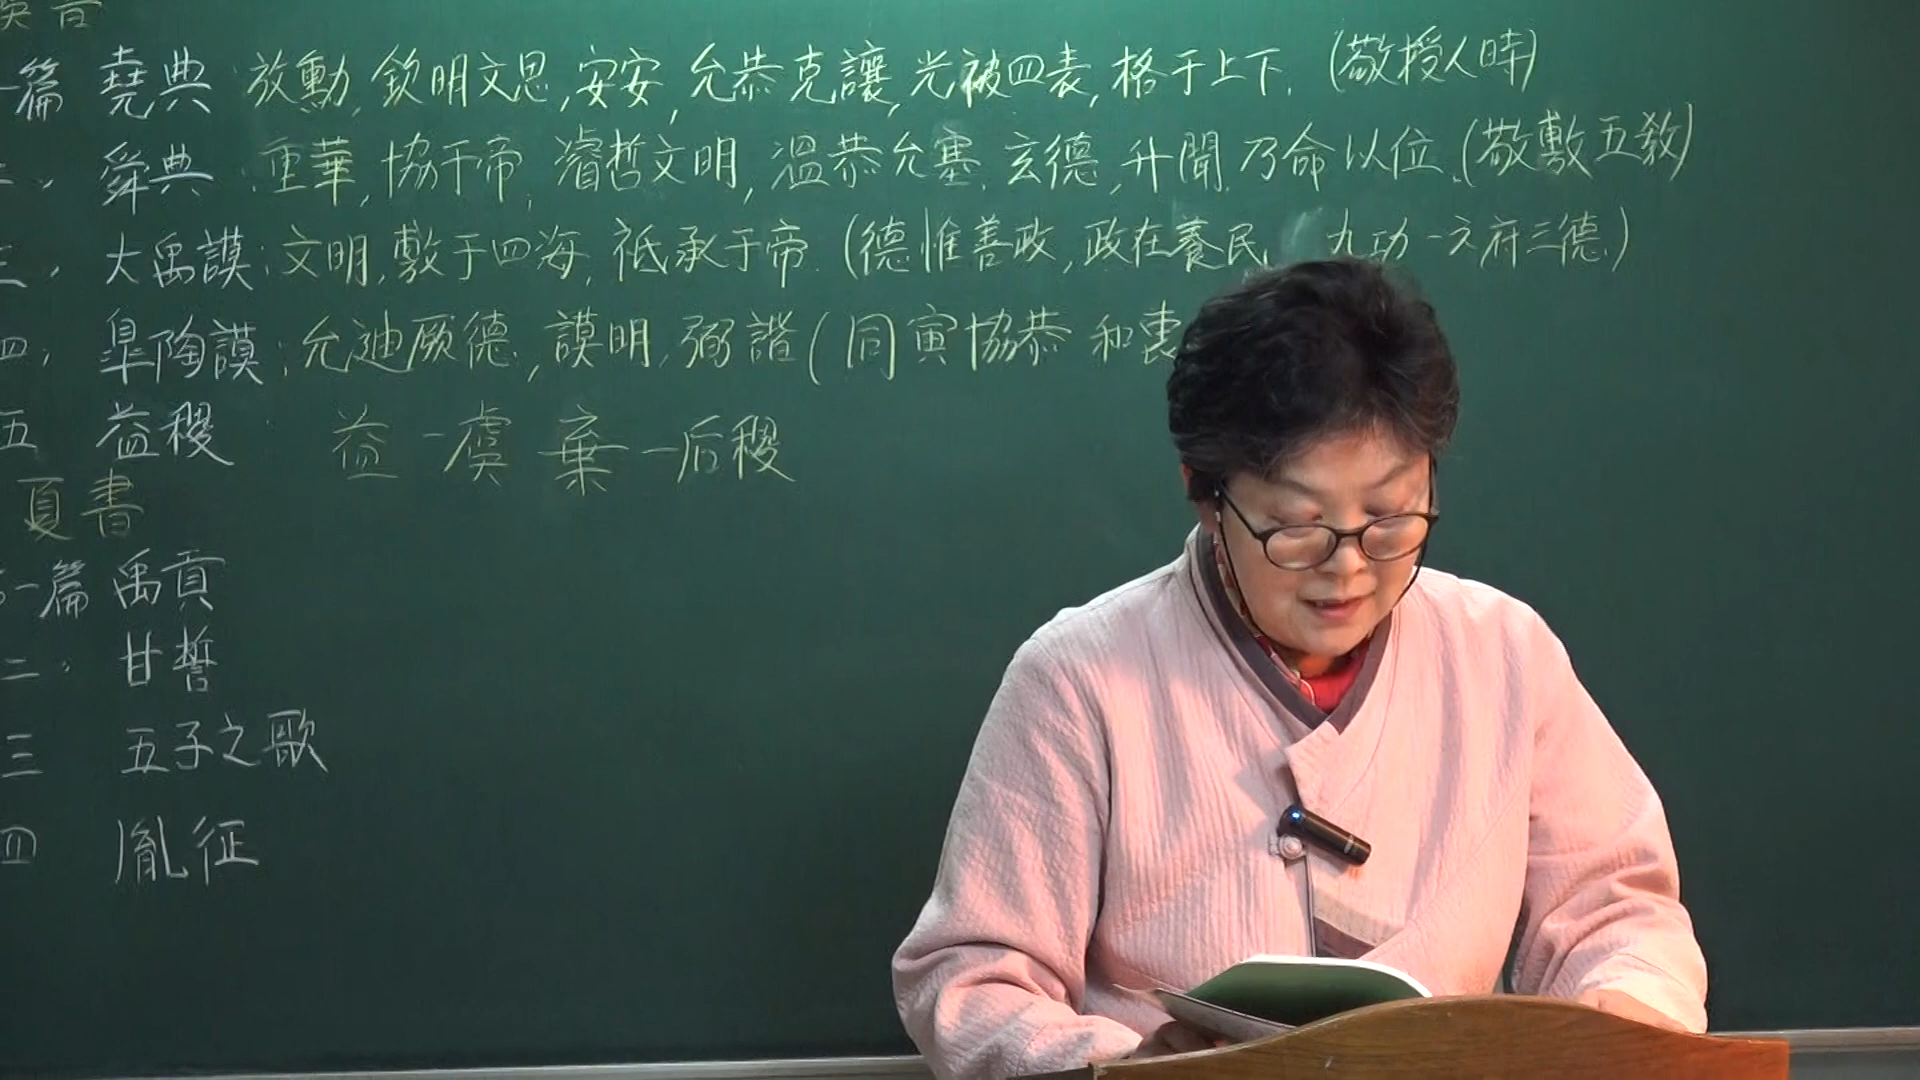 篇 堯典 放勳, 欽明文思, 安安, 允恭克讓, 光被四表, 格于上下. (敬授人時)
二, 舜典 : 重華, 協于帝, 濬哲文明, 溫恭允塞. 玄德, 升聞. 乃命以位. (敬敷五敎)
三, 大禹謨 : 文明, 敷于四海, 祗承于帝. (德惟善政, 政在養民 九功-六府三德.)
四, 皐陶謨 : 允迪厥德, 謨明, 弼諧 (同寅協恭 和衷
五 益稷 益-虞 棄-后稷
夏書
一篇 禹貢
二, 甘誓
三 五子之歌
四 胤征